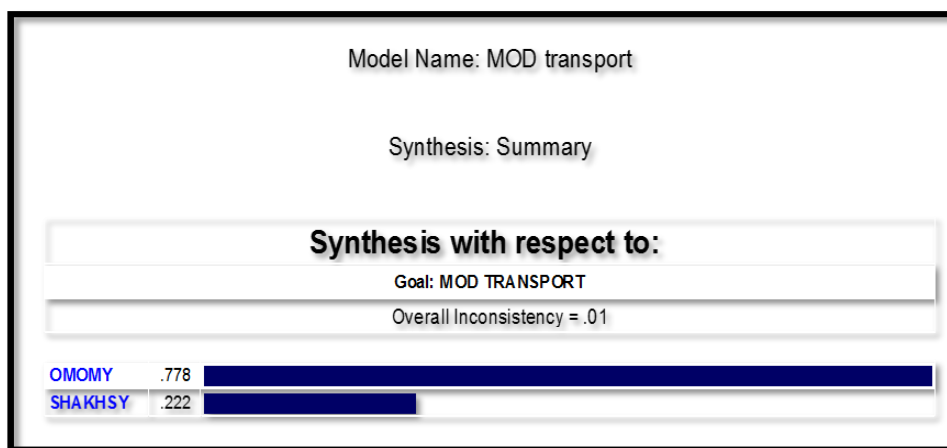 Model Name: MOD transport
Synthesis: Summary
Synthesis with respect to:
Goal: MOD TRANSPORT
Overall Inconsistency = .01
OMOMY .778
SHAKHSY .222